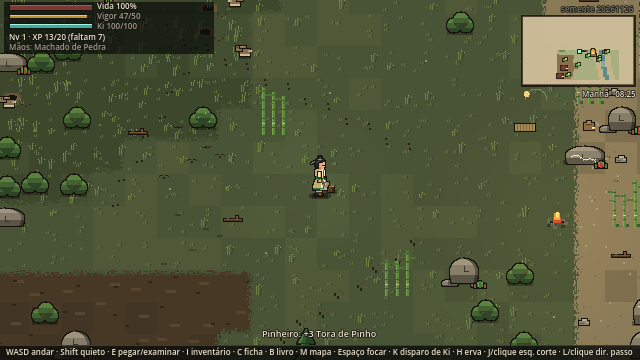 Vida 100%
Vigor 47/50
Ki 100/100
Nv 1 · XP 13/20 (faltam 7)
Mãos: Machado de Pedra
semente 20261126
Manhã · 08:25
Pinheiro: +3 Tora de Pinho
WASD andar · Shift quieto · E pegar/examinar · I inventário · C ficha · B livro · M mapa · Espaço focar · K disparo de Ki · H erva · J/clique esq. corte · L/clique dir. passo